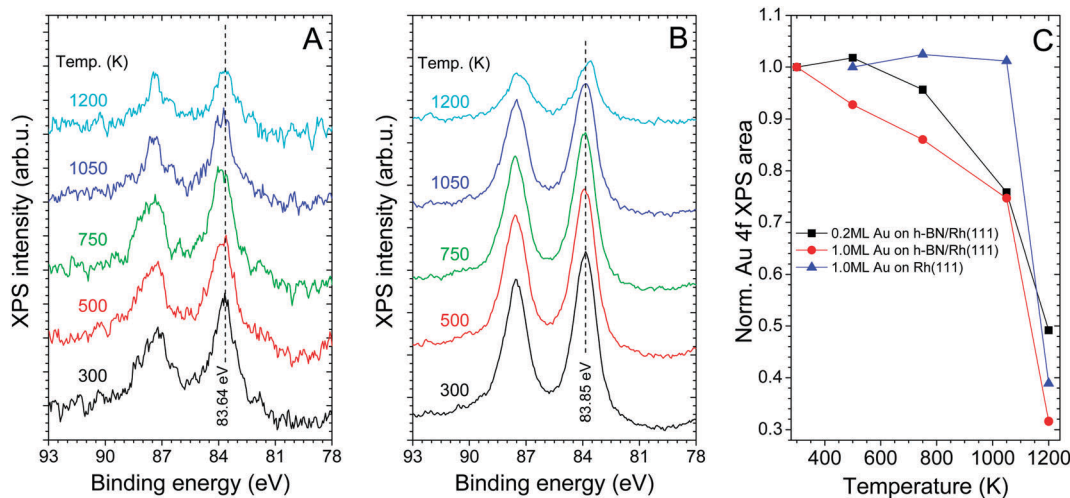 A
Temp. (K)
1200
1050
750
500
300
83.64 eV
XPS intensity (arb.u.)
93 90 87 84 81 78
Binding energy (eV)
B
Temp. (K)
1200
1050
750
500
300
83.85 eV
XPS intensity (arb.u.)
93 90 87 84 81 78
Binding energy (eV)
C
1.0
0.9
0.8
0.7
0.6
0.5
0.4
0.3
1.1
Norm. Au 4f XPS area
0.2ML Au on h-BN/Rh(111)
1.0ML Au on h-BN/Rh(111)
1.0ML Au on Rh(111)
400 600 800 1000 1200
Temperature (K)